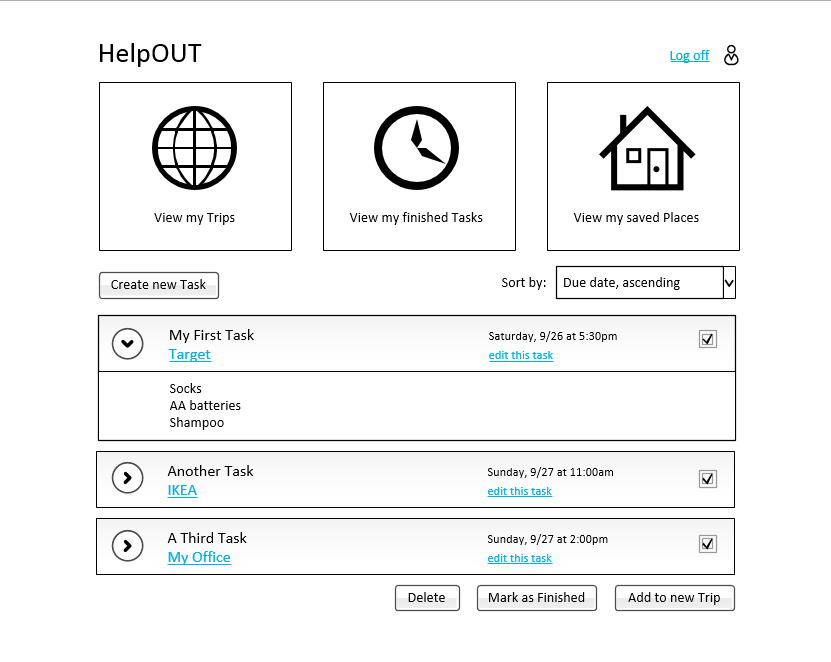 HelpOUT
Log off
View my Trips
View my finished Tasks
View my saved Places
Create new Task
Sort by:
Due date, ascending
My First Task
Saturday, 9/26 at 5:30pm
Target
edit this task
Socks
AA batteries
Shampoo
Another Task
Sunday, 9/27 at 11:00am
IKEA
edit this task
A Third Task
Sunday, 9/27 at 2:00pm
My Office
edit this task
Delete
Mark as Finished
Add to new Trip